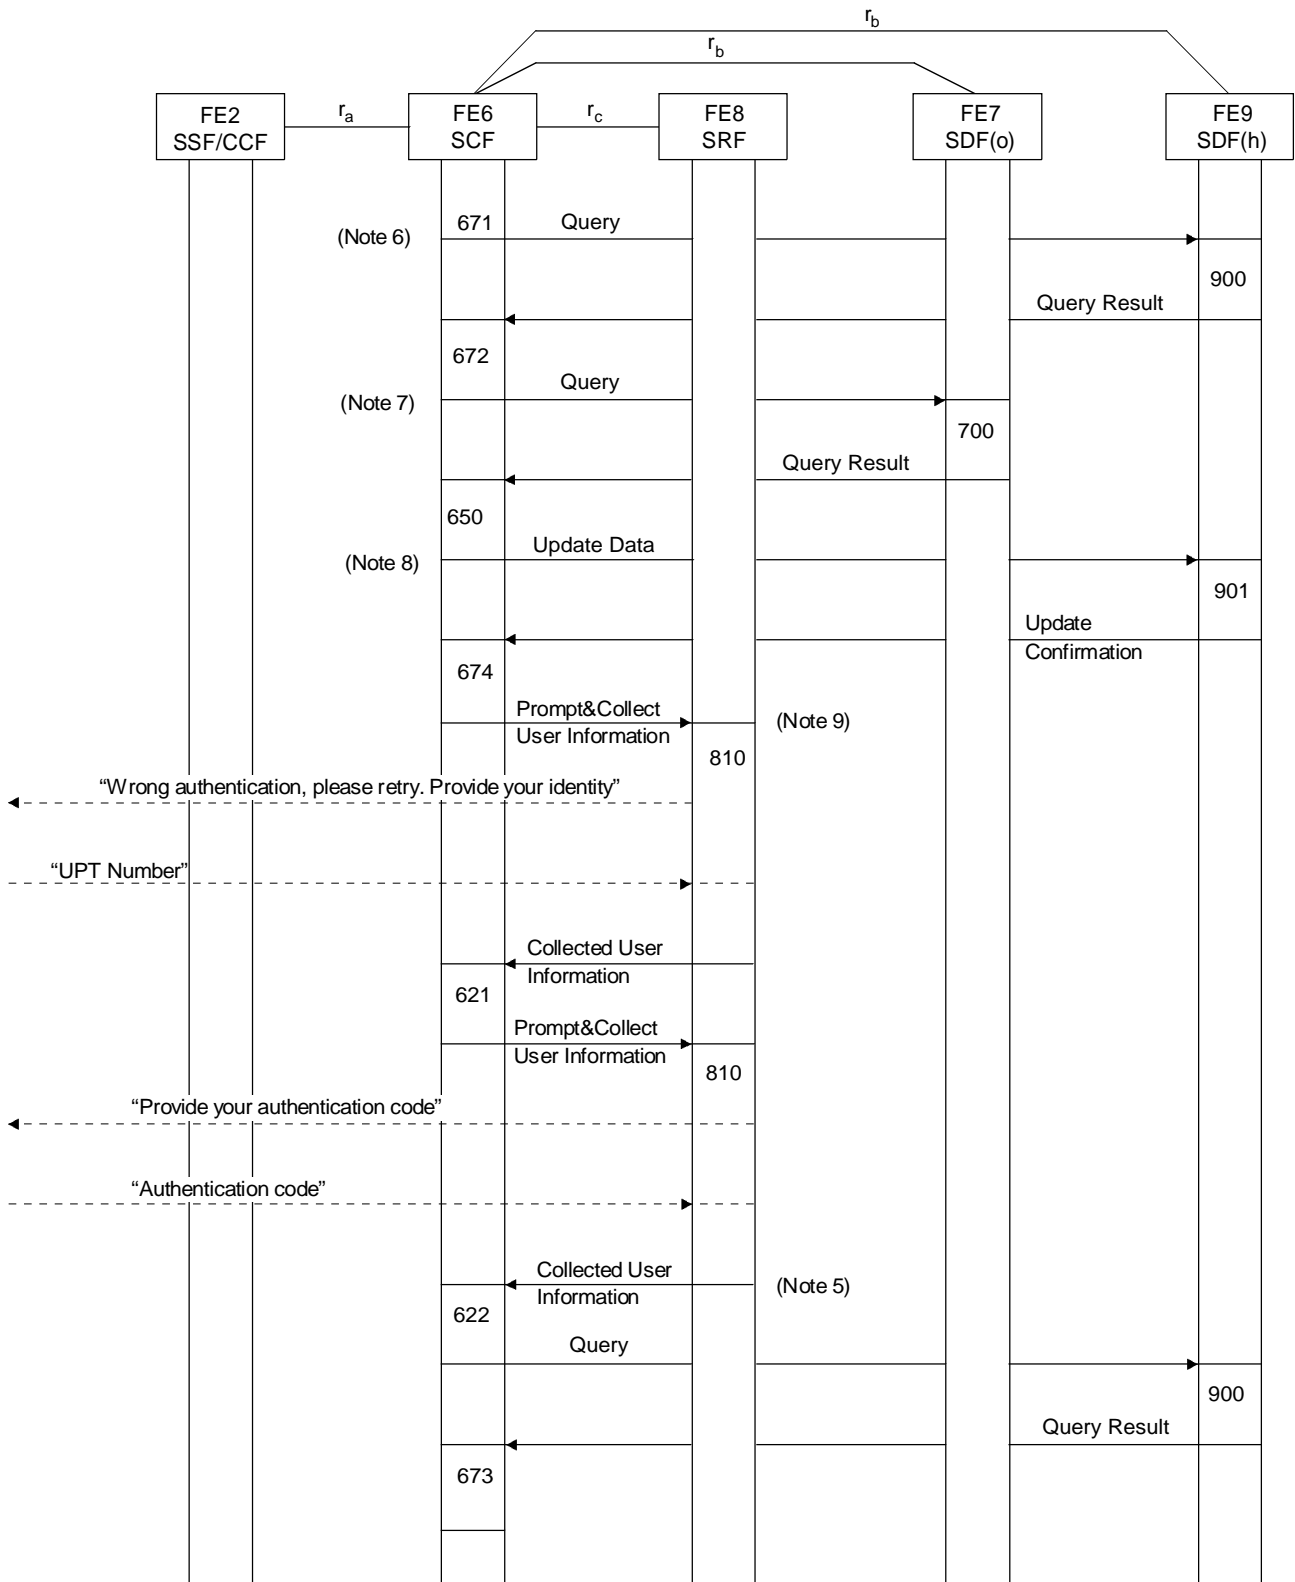 r_b
r_b
FE2
SSF/CCF
r_a
FE6
SCF
r_c
FE8
SRF
FE7
SDF(o)
FE9
SDF(h)
(Note 6)
671
Query
900
Query Result
672
(Note 7)
Query
700
Query Result
650
(Note 8)
Update Data
901
Update
Confirmation
674
Prompt&Collect
User Information
(Note 9)
810
“Wrong authentication, please retry. Provide your identity”
“UPT Number”
Collected User
Information
621
Prompt&Collect
User Information
810
“Provide your authentication code”
“Authentication code”
Collected User
Information
(Note 5)
622
Query
900
Query Result
673